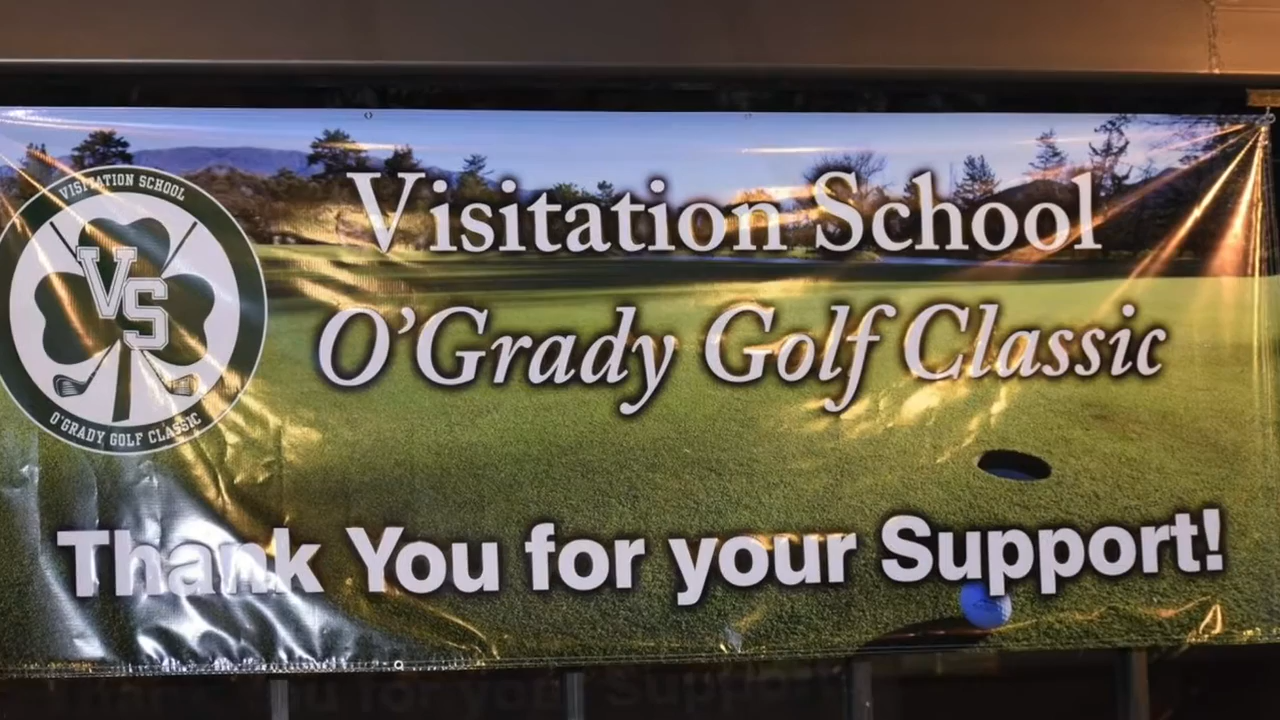 VISITATION SCHOOL
VS
O'GRADY GOLF CLASSIC
Visitation School
O'Grady Golf Classic
Thank You for your Support!